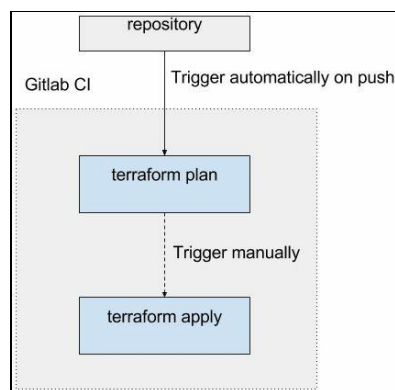 repository
Trigger automatically on push
Gitlab CI
terraform plan
Trigger manually
terraform apply